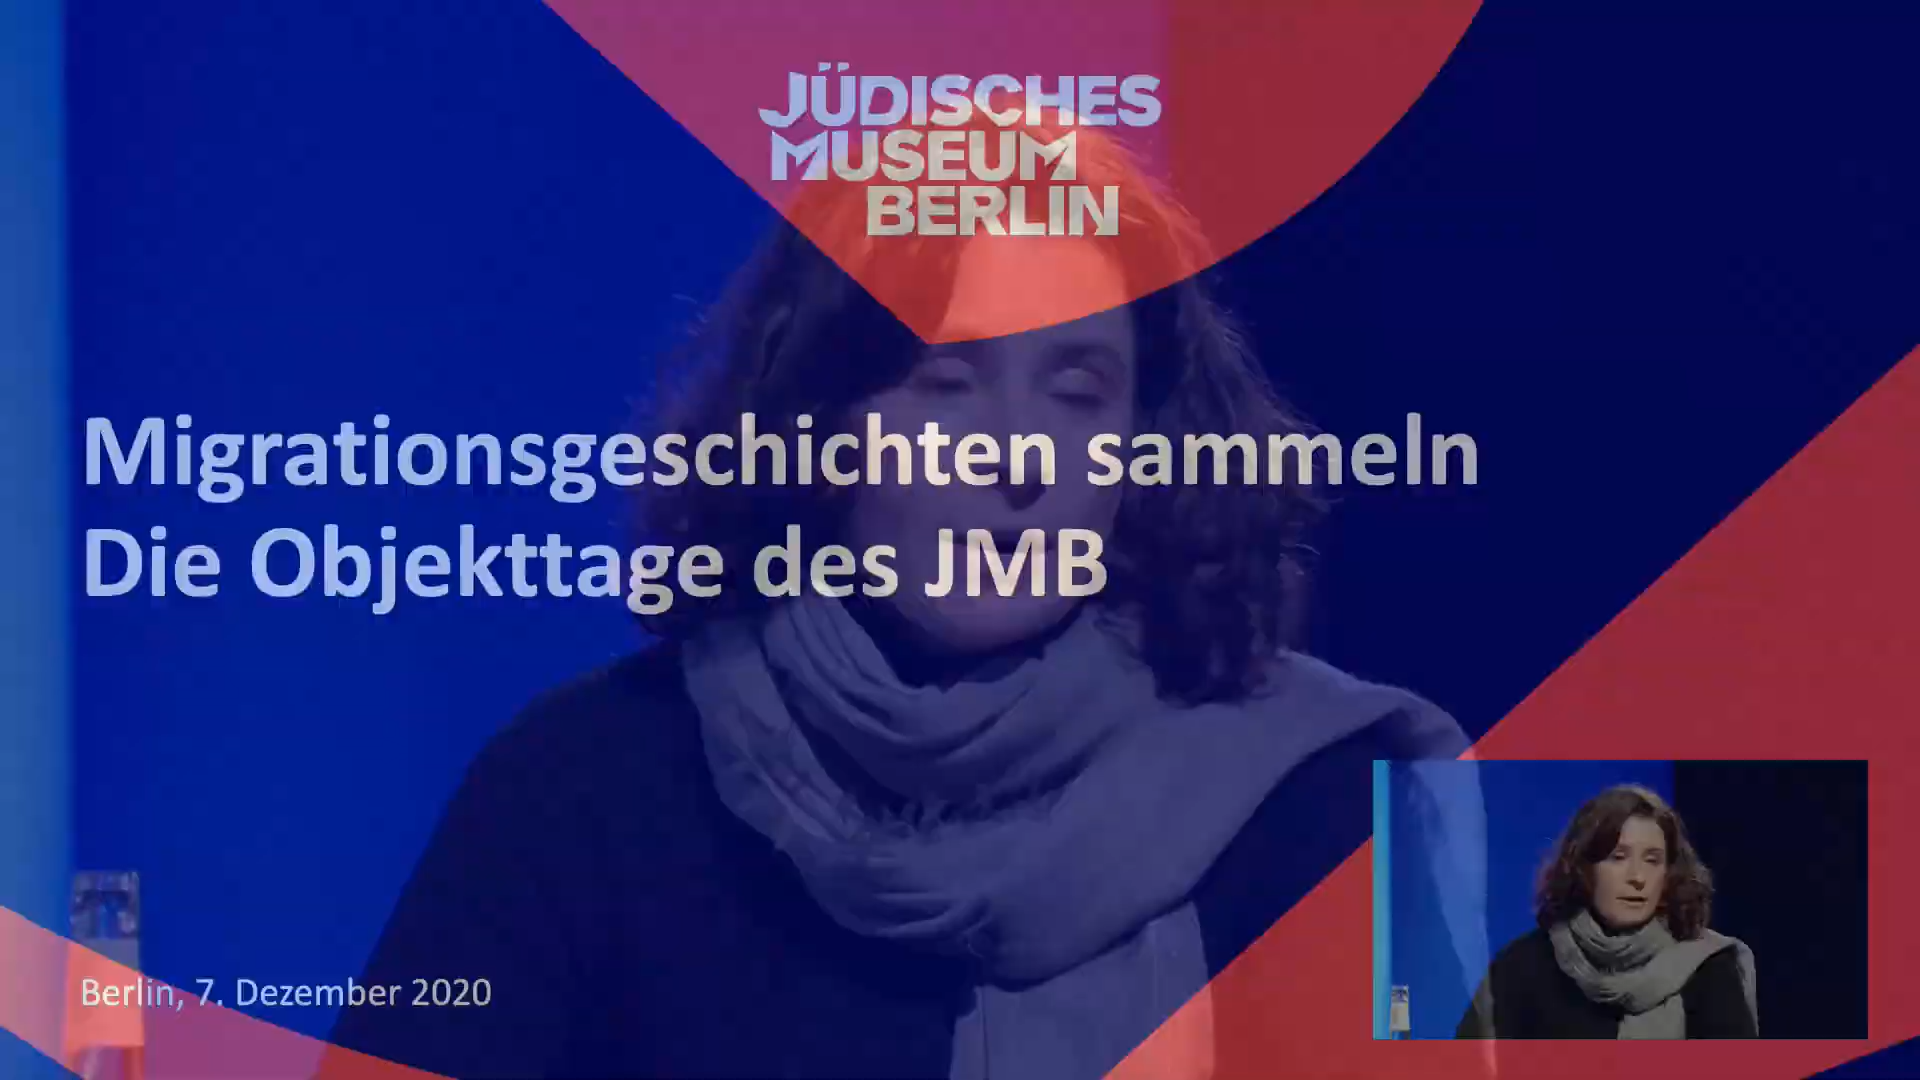 JÜDISCHES
MUSEUM
BERLIN
Migrationsgeschichten sammeln
Die Objekttage des JMB
Berlin, 7. Dezember 2020